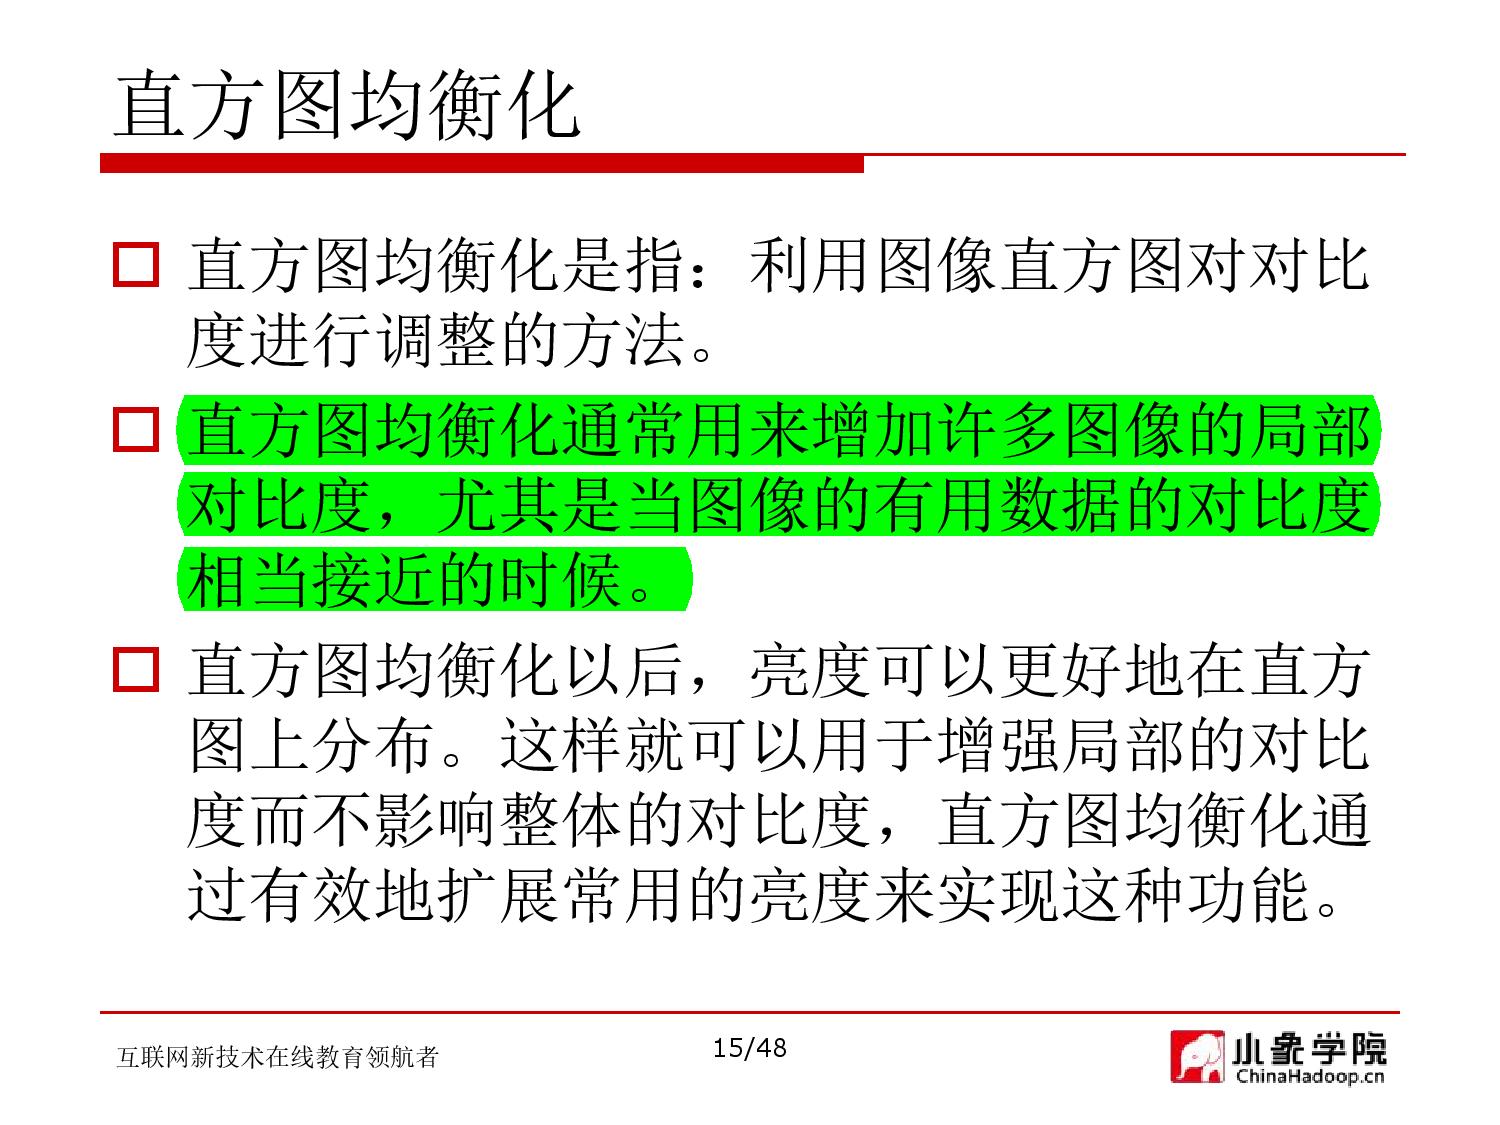 直方图均衡化
直方图均衡化是指：利用图像直方图对对比
度进行调整的方法。
直方图均衡化通常用来增加许多图像的局部
对比度，尤其是当图像的有用数据的对比度
相当接近的时候。
直方图均衡化以后，亮度可以更好地在直方
图上分布。这样就可以用于增强局部的对比
度而不影响整体的对比度，直方图均衡化通
过有效地扩展常用的亮度来实现这种功能。
互联网新技术在线教育领航者
15/48
小象学院
ChinaHadoop.cn